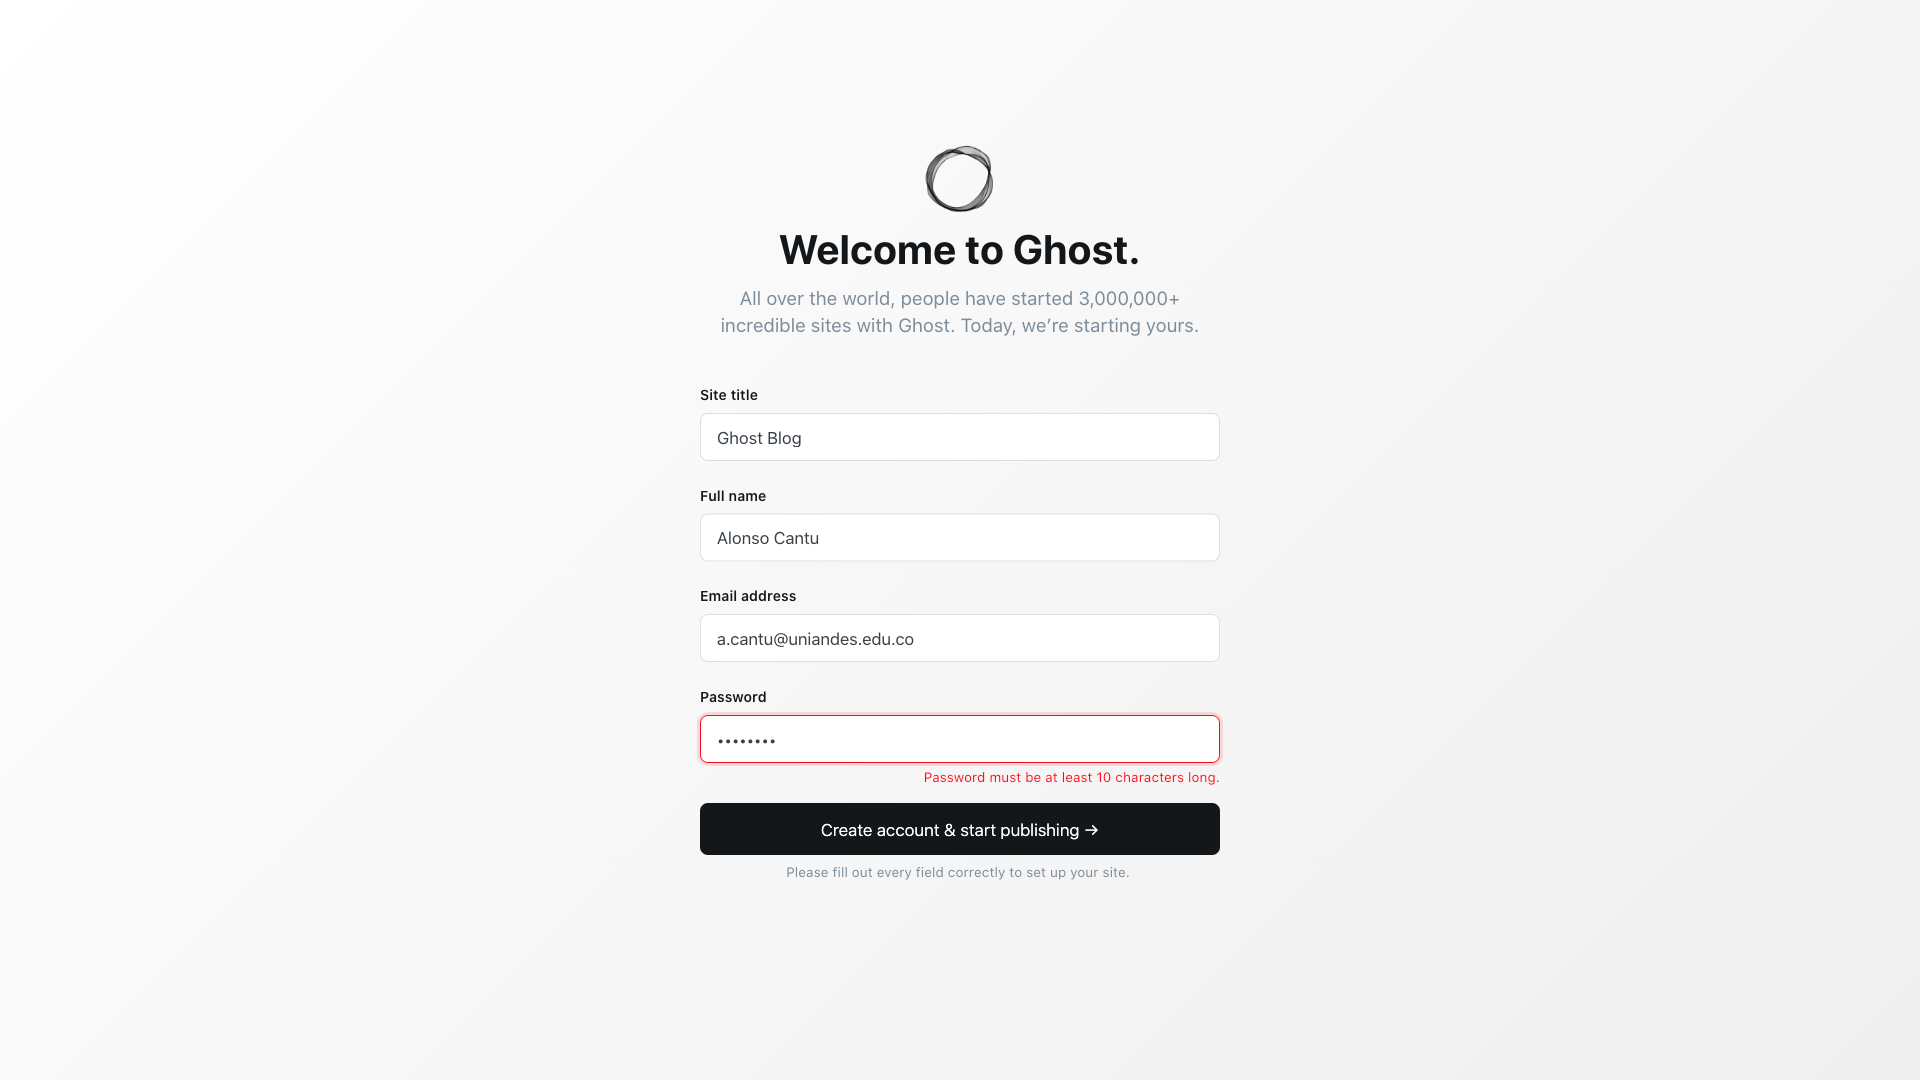 Welcome to Ghost.
All over the world, people have started 3,000,000+
incredible sites with Ghost. Today, we’re starting yours.
Site title
Ghost Blog
Full name
Alonso Cantu
Email address
a.cantu@uniandes.edu.co
Password
••••••••
Password must be at least 10 characters long.
Create account & start publishing →
Please fill out every field correctly to set up your site.